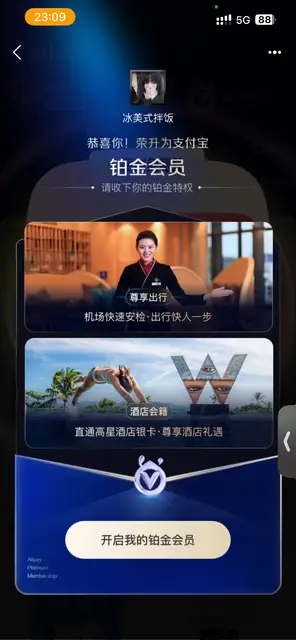 23:09
5G
88
冰美式拌饭
恭喜你！荣升为支付宝
铂金会员
请收下你的铂金特权
尊享出行
机场快速安检·出行快人一步
W
酒店会籍
直通高星酒店银卡·尊享酒店礼遇
开启我的铂金会员
Alipay
Platinum
Membership